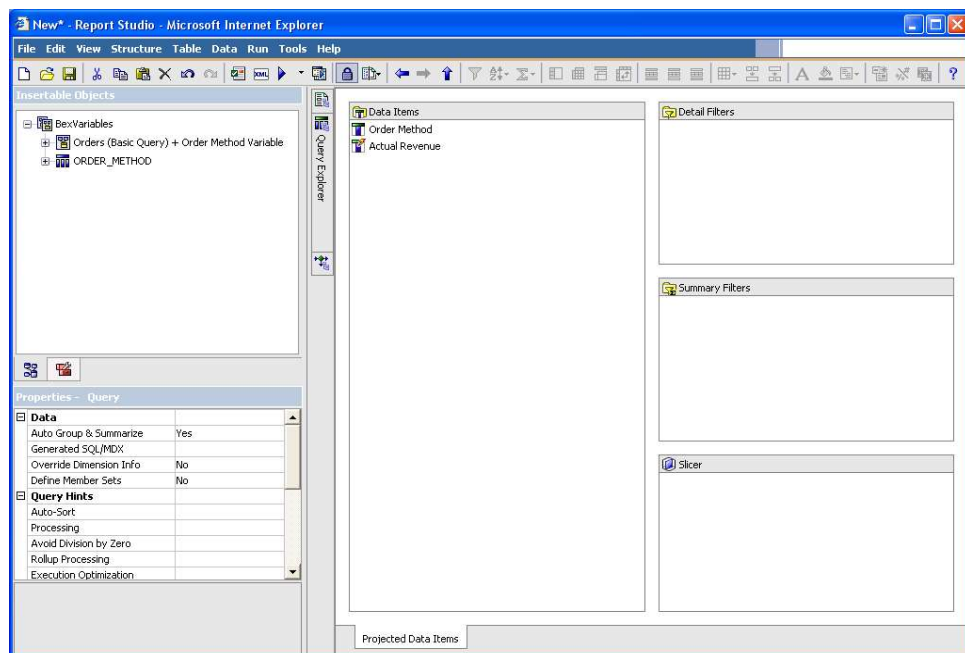 New* - Report Studio - Microsoft Internet Explorer
File Edit View Structure Table Data Run Tools Help
XML
A
?
Insertable Objects
BexVariables
Orders (Basic Query) + Order Method Variable
ORDER_METHOD
Query Explorer
Data Items
Order Method
Actual Revenue
Detail Filters
Summary Filters
Slicer
Properties - Query
Data
Auto Group & Summarize Yes
Generated SQL/MDX
Override Dimension Info No
Define Member Sets No
Query Hints
Auto-Sort
Processing
Avoid Division by Zero
Rollup Processing
Execution Optimization
Projected Data Items